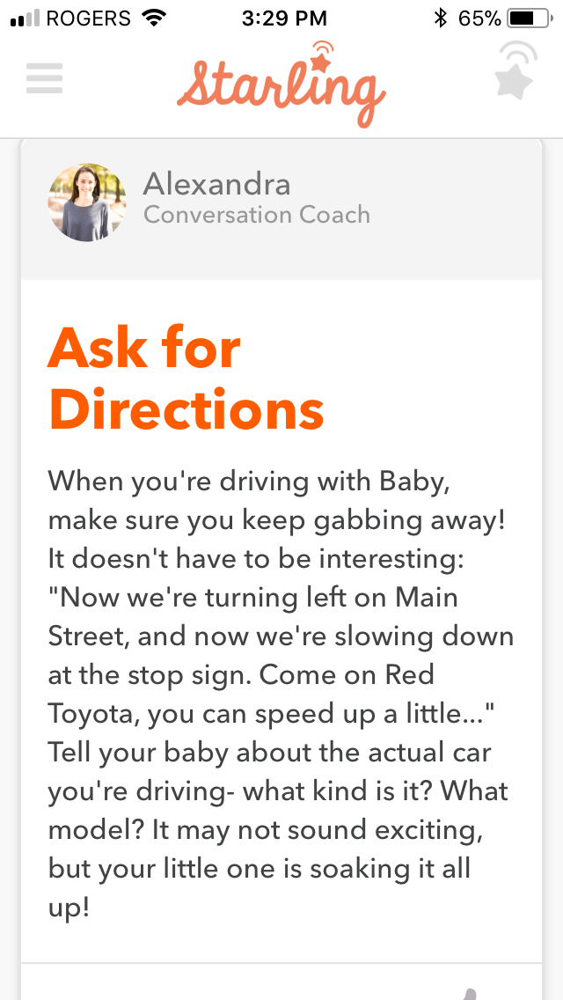 ROGERS 3:29 PM 65%
Starling
Alexandra
Conversation Coach
Ask for
Directions
When you're driving with Baby,
make sure you keep gabbing away!
It doesn't have to be interesting:
"Now we're turning left on Main
Street, and now we're slowing down
at the stop sign. Come on Red
Toyota, you can speed up a little..."
Tell your baby about the actual car
you're driving- what kind is it? What
model? It may not sound exciting,
but your little one is soaking it all
up!